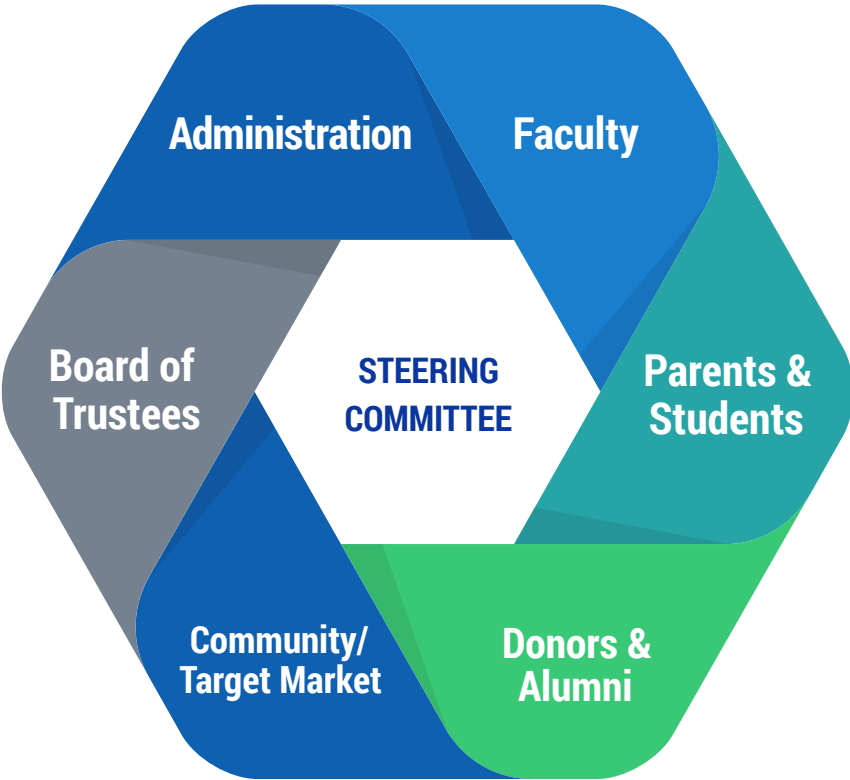 Administration
Faculty
Board of
Trustees
STEERING
COMMITTEE
Parents &
Students
Community/
Target Market
Donors &
Alumni